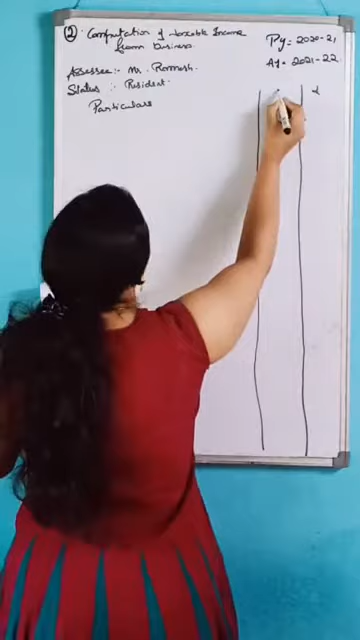 ② Computation of taxable Income
from business.
Py = 2020-21
Ay = 2021-22
Assessee:- Mr. Ramesh.
Status :- Resident.
Particulars